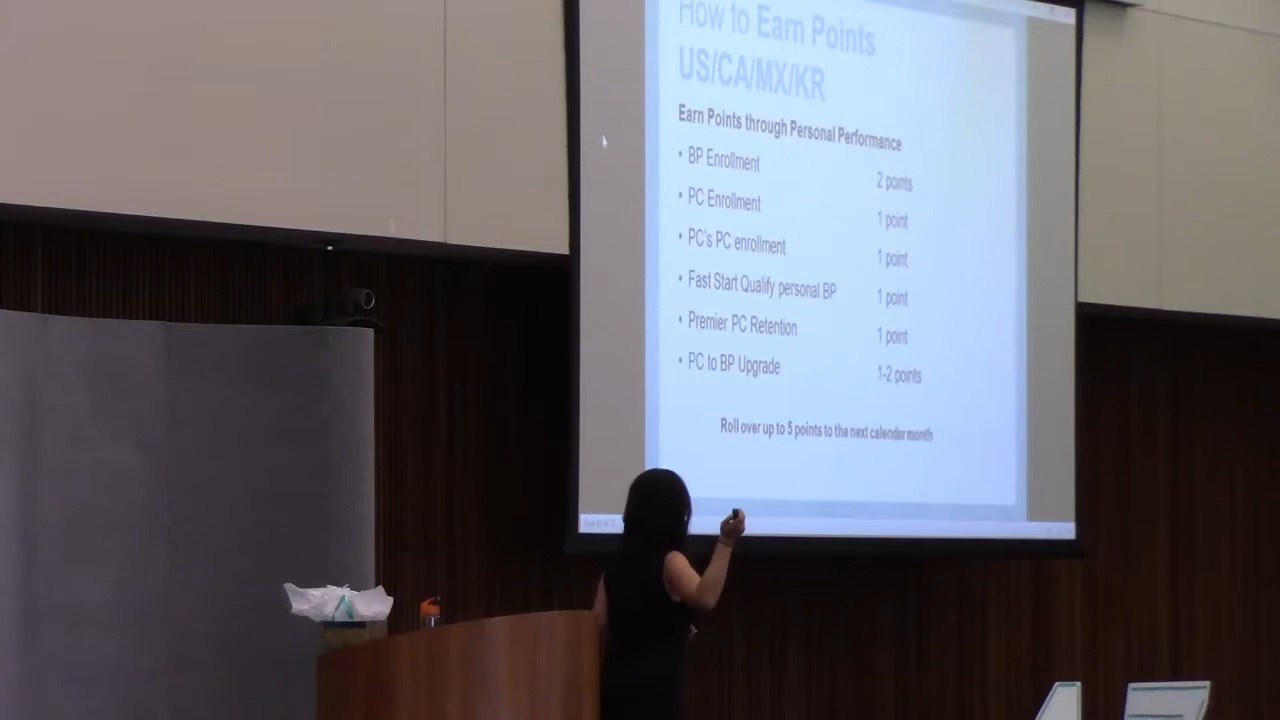 How to Earn Points
US/CA/MX/KR
Earn Points through Personal Performance
• BP Enrollment 2 points
• PC Enrollment 1 point
• PC's PC enrollment 1 point
• Fast Start Qualify personal BP 1 point
• Premier PC Retention 1 point
• PC to BP Upgrade 1-2 points
Roll over up to 5 points to the next calendar month